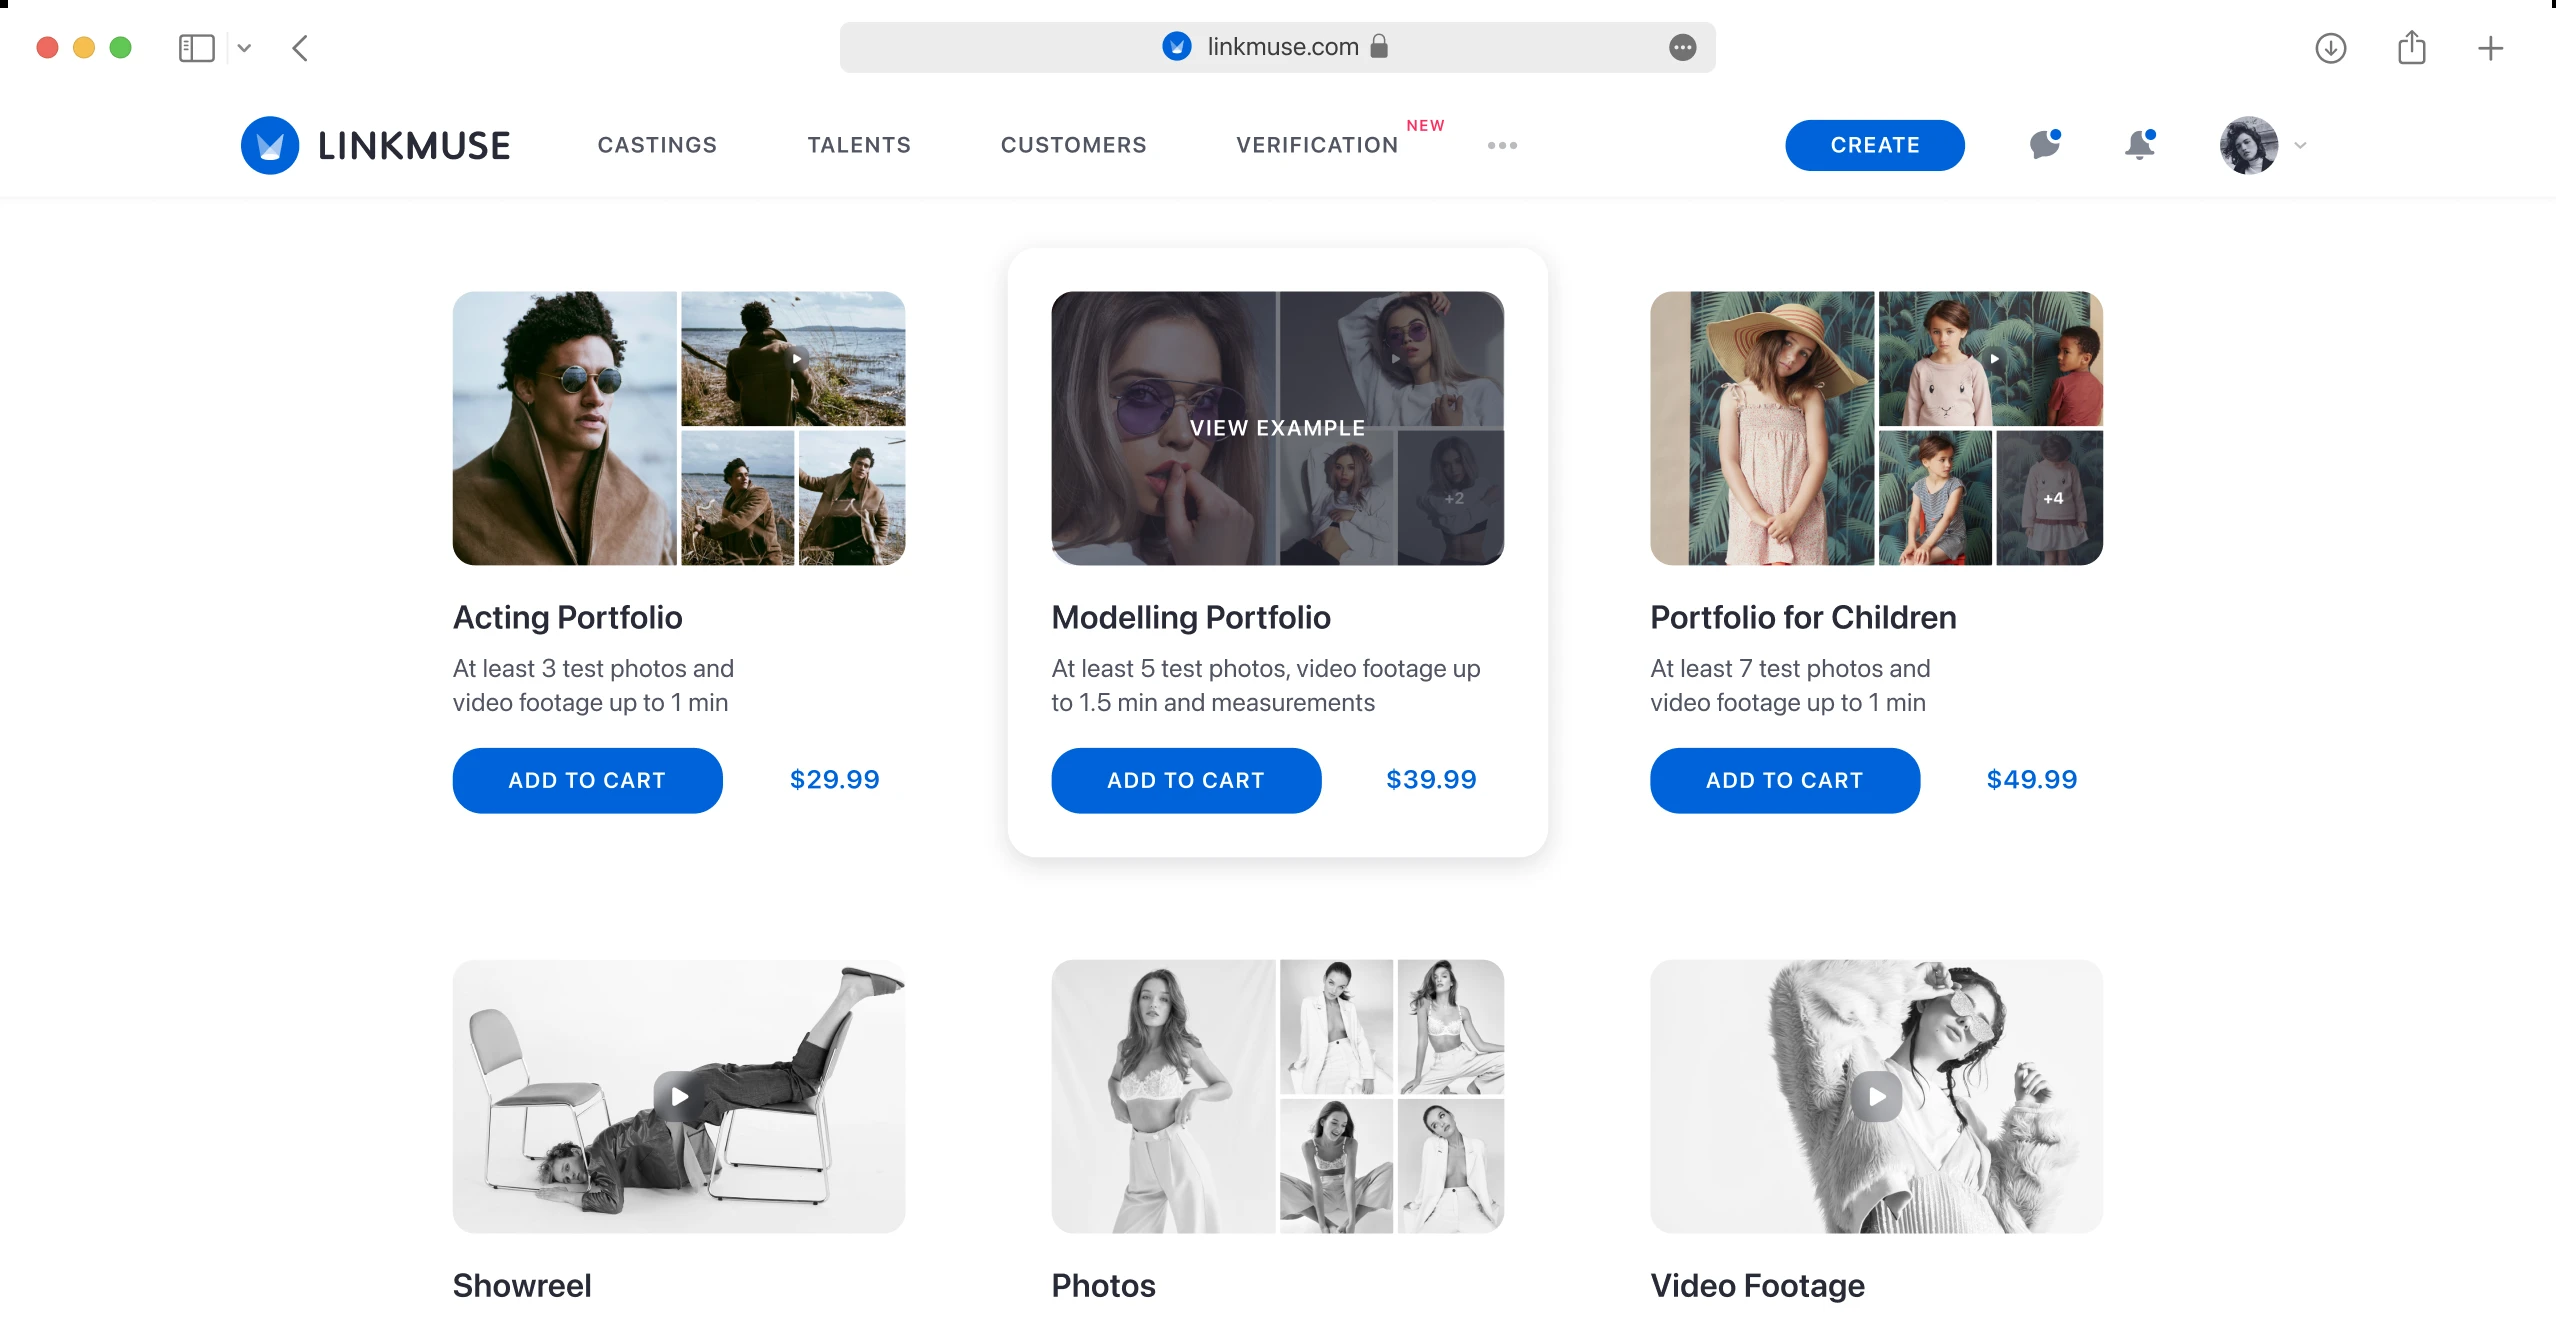 linkmuse.com
LINKMUSE
CASTINGS
TALENTS
CUSTOMERS
VERIFICATION
NEW
CREATE
VIEW EXAMPLE
+2
+4
Acting Portfolio
At least 3 test photos and
video footage up to 1 min
ADD TO CART
$29.99
Modelling Portfolio
At least 5 test photos, video footage up
to 1.5 min and measurements
ADD TO CART
$39.99
Portfolio for Children
At least 7 test photos and
video footage up to 1 min
ADD TO CART
$49.99
Showreel
Photos
Video Footage